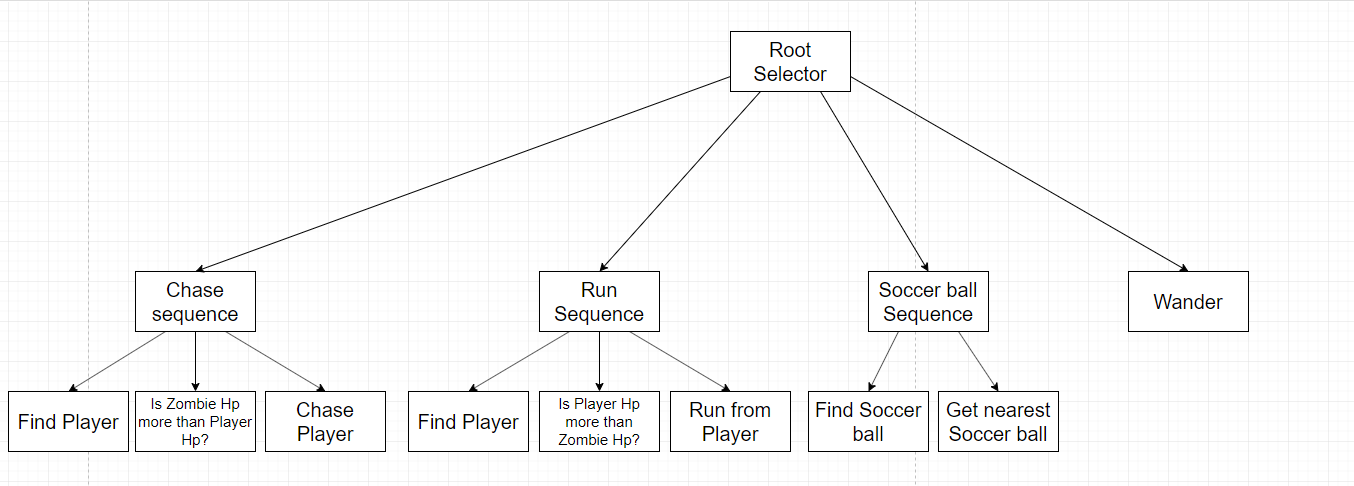 Root
Selector
Chase
sequence
Run
Sequence
Soccer ball
Sequence
Wander
Find Player
Is Zombie Hp
more than Player
Hp?
Chase
Player
Find Player
Is Player Hp
more than
Zombie Hp?
Run from
Player
Find Soccer
ball
Get nearest
Soccer ball